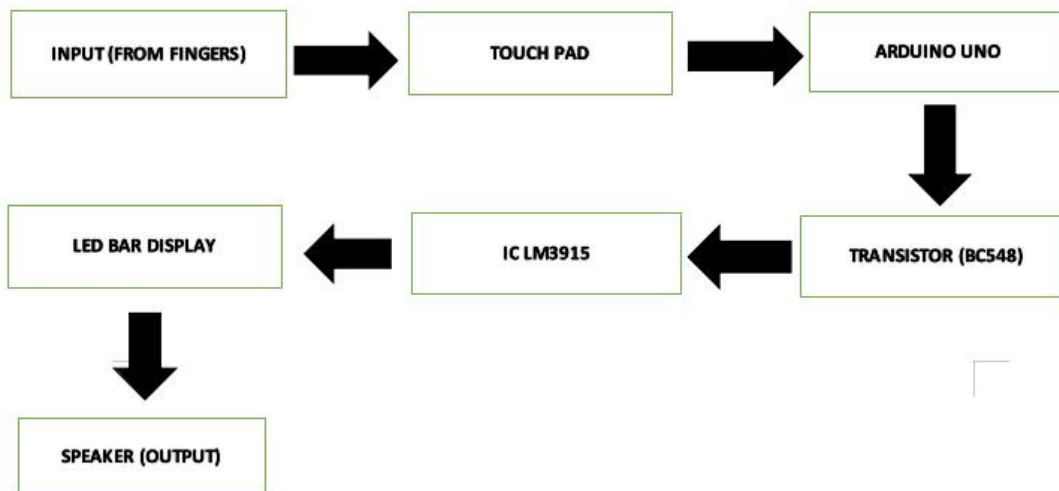 INPUT (FROM FINGERS)
TOUCH PAD
ARDUINO UNO
TRANSISTOR (BC548)
IC LM3915
LED BAR DISPLAY
SPEAKER (OUTPUT)